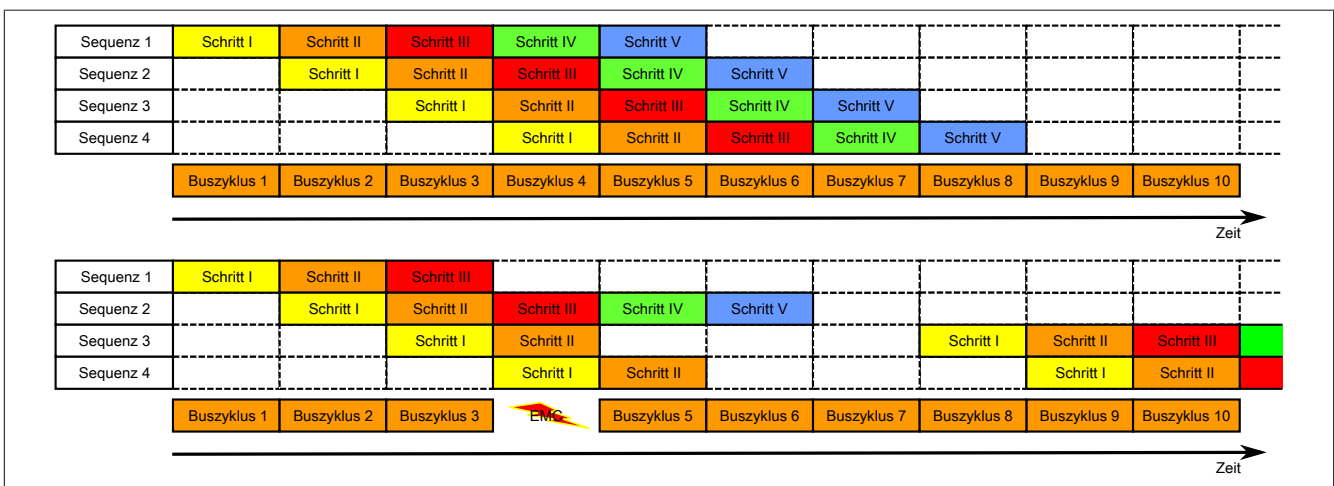 Sequenz 1 Schritt I Schritt II Schritt III Schritt IV Schritt V
Sequenz 2 Schritt I Schritt II Schritt III Schritt IV Schritt V
Sequenz 3 Schritt I Schritt II Schritt III Schritt IV Schritt V
Sequenz 4 Schritt I Schritt II Schritt III Schritt IV Schritt V
Buszyklus 1 Buszyklus 2 Buszyklus 3 Buszyklus 4 Buszyklus 5 Buszyklus 6 Buszyklus 7 Buszyklus 8 Buszyklus 9 Buszyklus 10
Zeit
Sequenz 1 Schritt I Schritt II Schritt III
Sequenz 2 Schritt I Schritt II Schritt III Schritt IV Schritt V
Sequenz 3 Schritt I Schritt II Schritt I Schritt II Schritt III
Sequenz 4 Schritt I Schritt II Schritt I Schritt II
Buszyklus 1 Buszyklus 2 Buszyklus 3 EMC Buszyklus 5 Buszyklus 6 Buszyklus 7 Buszyklus 8 Buszyklus 9 Buszyklus 10
Zeit